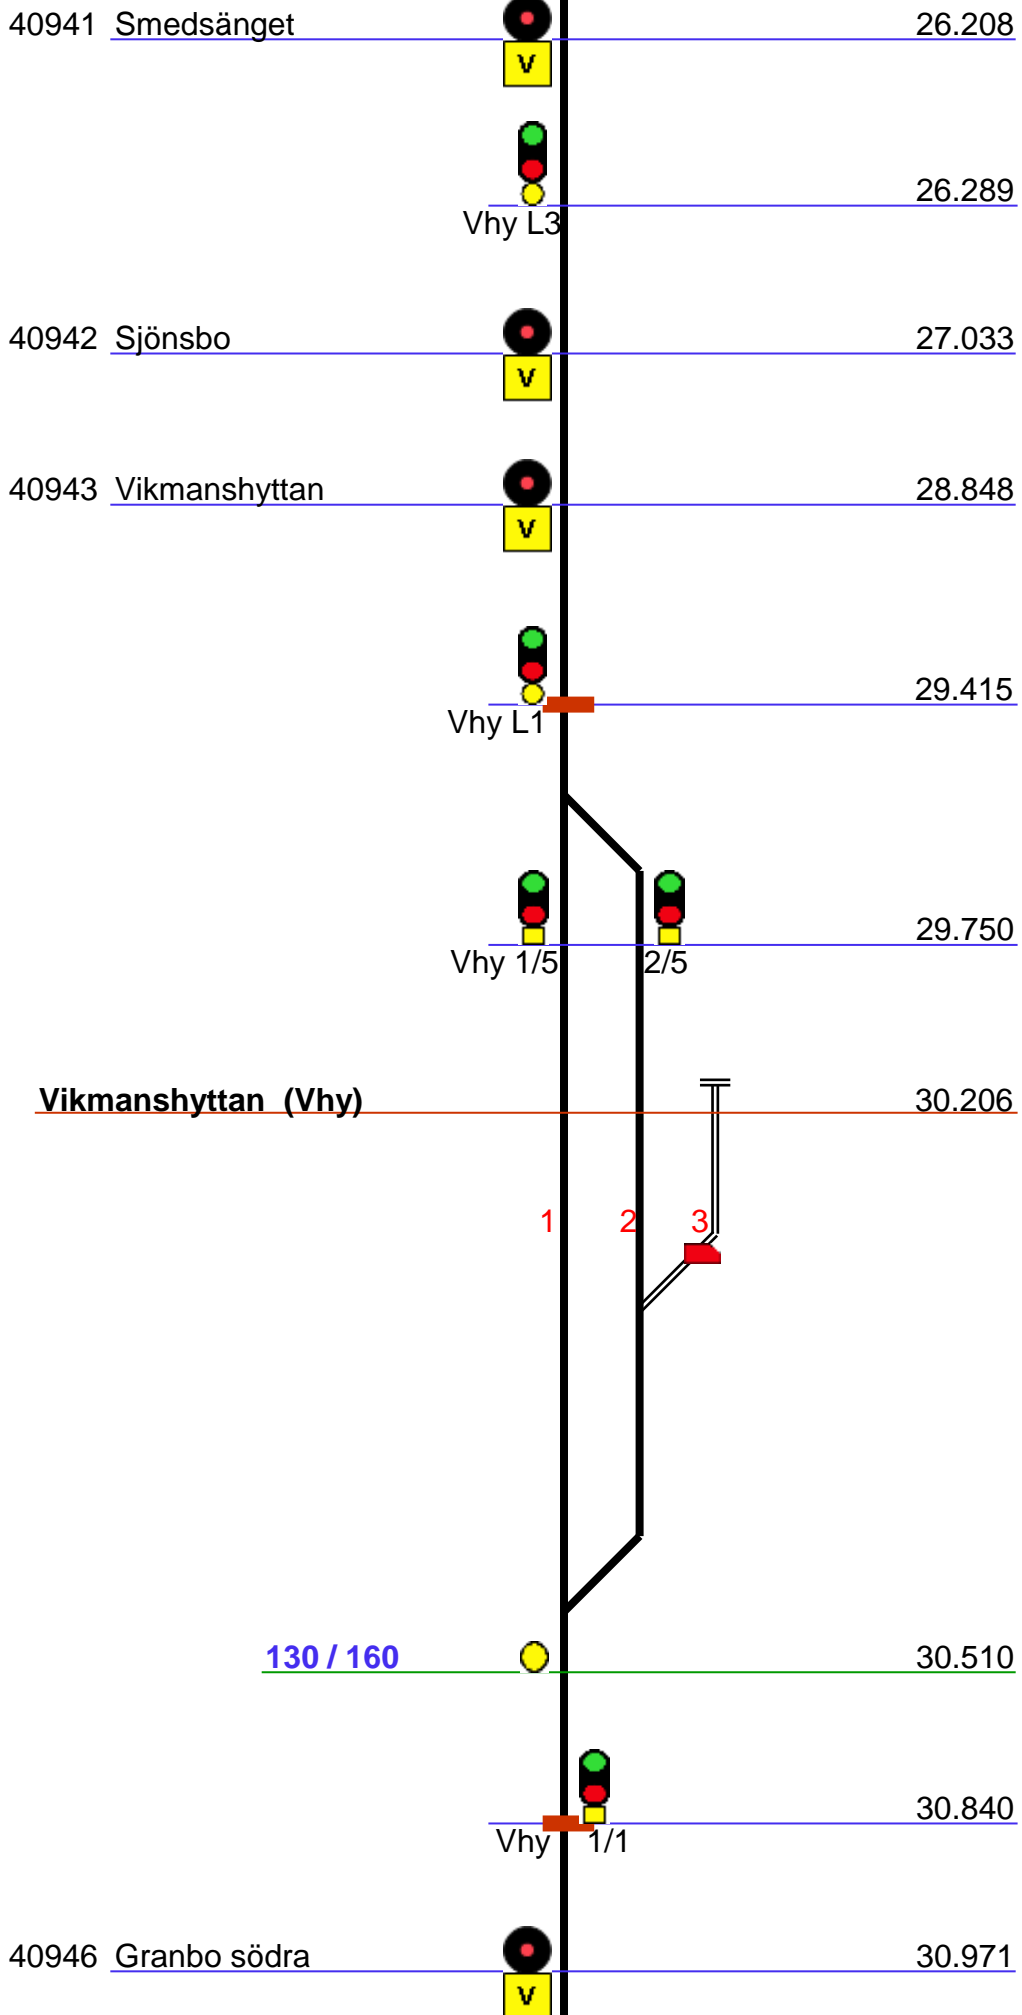 40941 Smedsänget 26.208
V
26.289
Vhy L3
40942 Sjönsbo 27.033
V
40943 Vikmanshyttan 28.848
V
29.415
Vhy L1
29.750
Vhy 1/5 2/5
Vikmanshyttan (Vhy) 30.206
1 2 3
130 / 160 30.510
30.840
Vhy 1/1
40946 Granbo södra 30.971
V